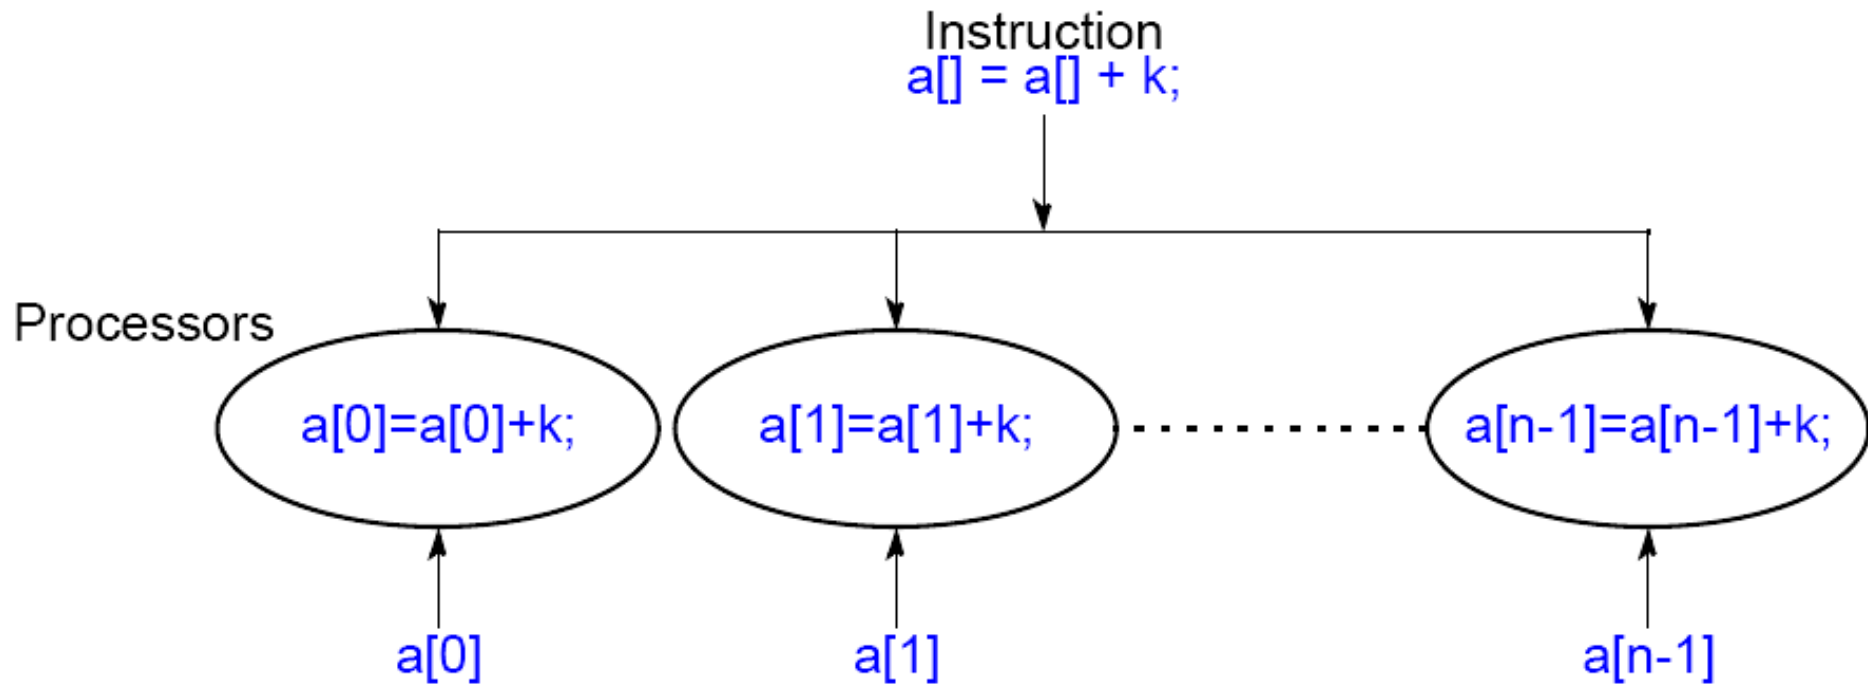 Instruction
a[] = a[] + k;
Processors
a[0]=a[0]+k;
a[1]=a[1]+k;
a[n-1]=a[n-1]+k;
a[0]
a[1]
a[n-1]